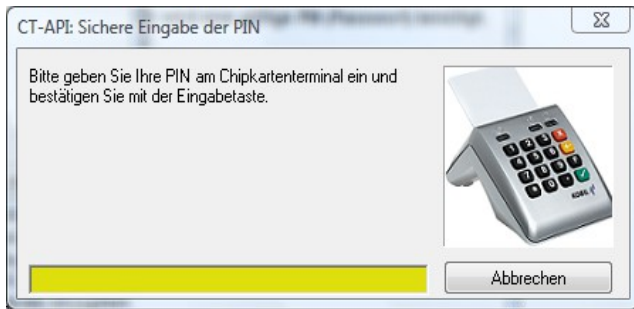 CT-API: Sichere Eingabe der PIN
Bitte geben Sie Ihre PIN am Chipkartenterminal ein und
bestätigen Sie mit der Eingabetaste.
KOBIL
Abbrechen